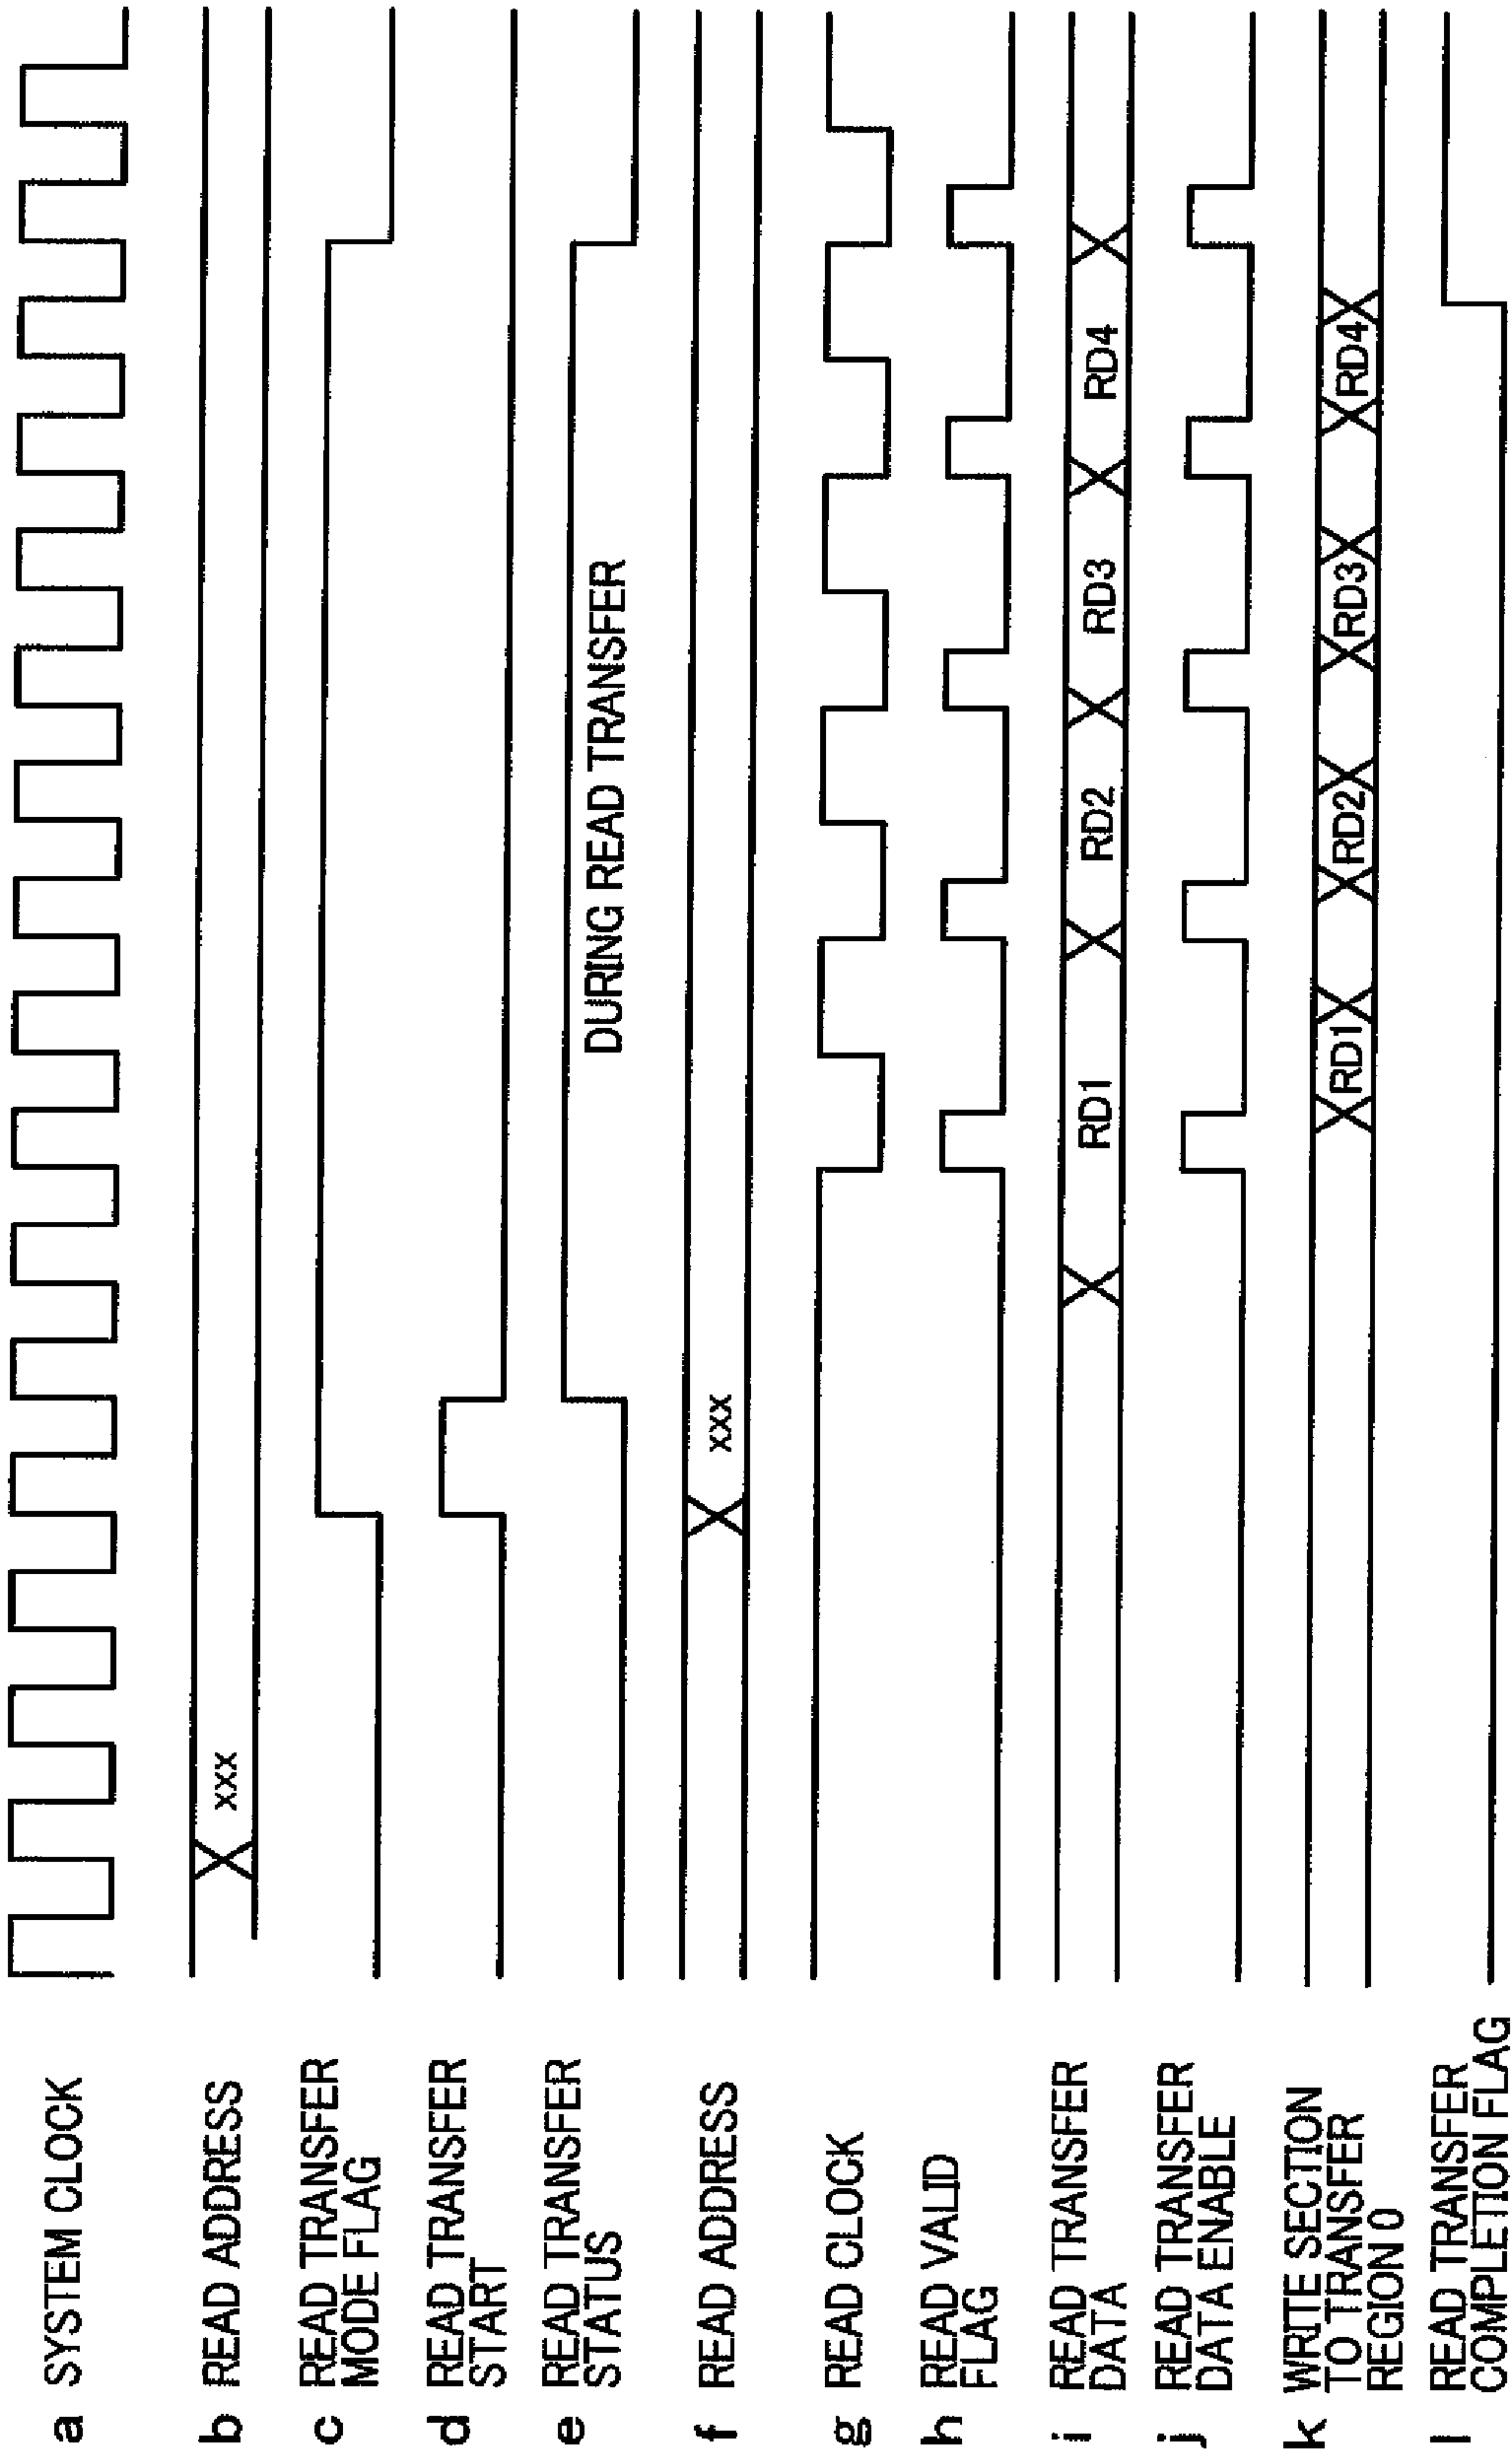 a SYSTEM CLOCK
b READ ADDRESS
xxx
c READ TRANSFER
MODE FLAG
d READ TRANSFER
START
e READ TRANSFER
STATUS
DURING READ TRANSFER
f READ ADDRESS
xxx
g READ CLOCK
h READ VALID
FLAG
i READ TRANSFER
DATA
RD1 RD2 RD3 RD4
j READ TRANSFER
DATA ENABLE
k WRITE SECTION
TO TRANSFER
REGION 0
RD1 RD2 RD3 RD4
l READ TRANSFER
COMPLETION FLAG